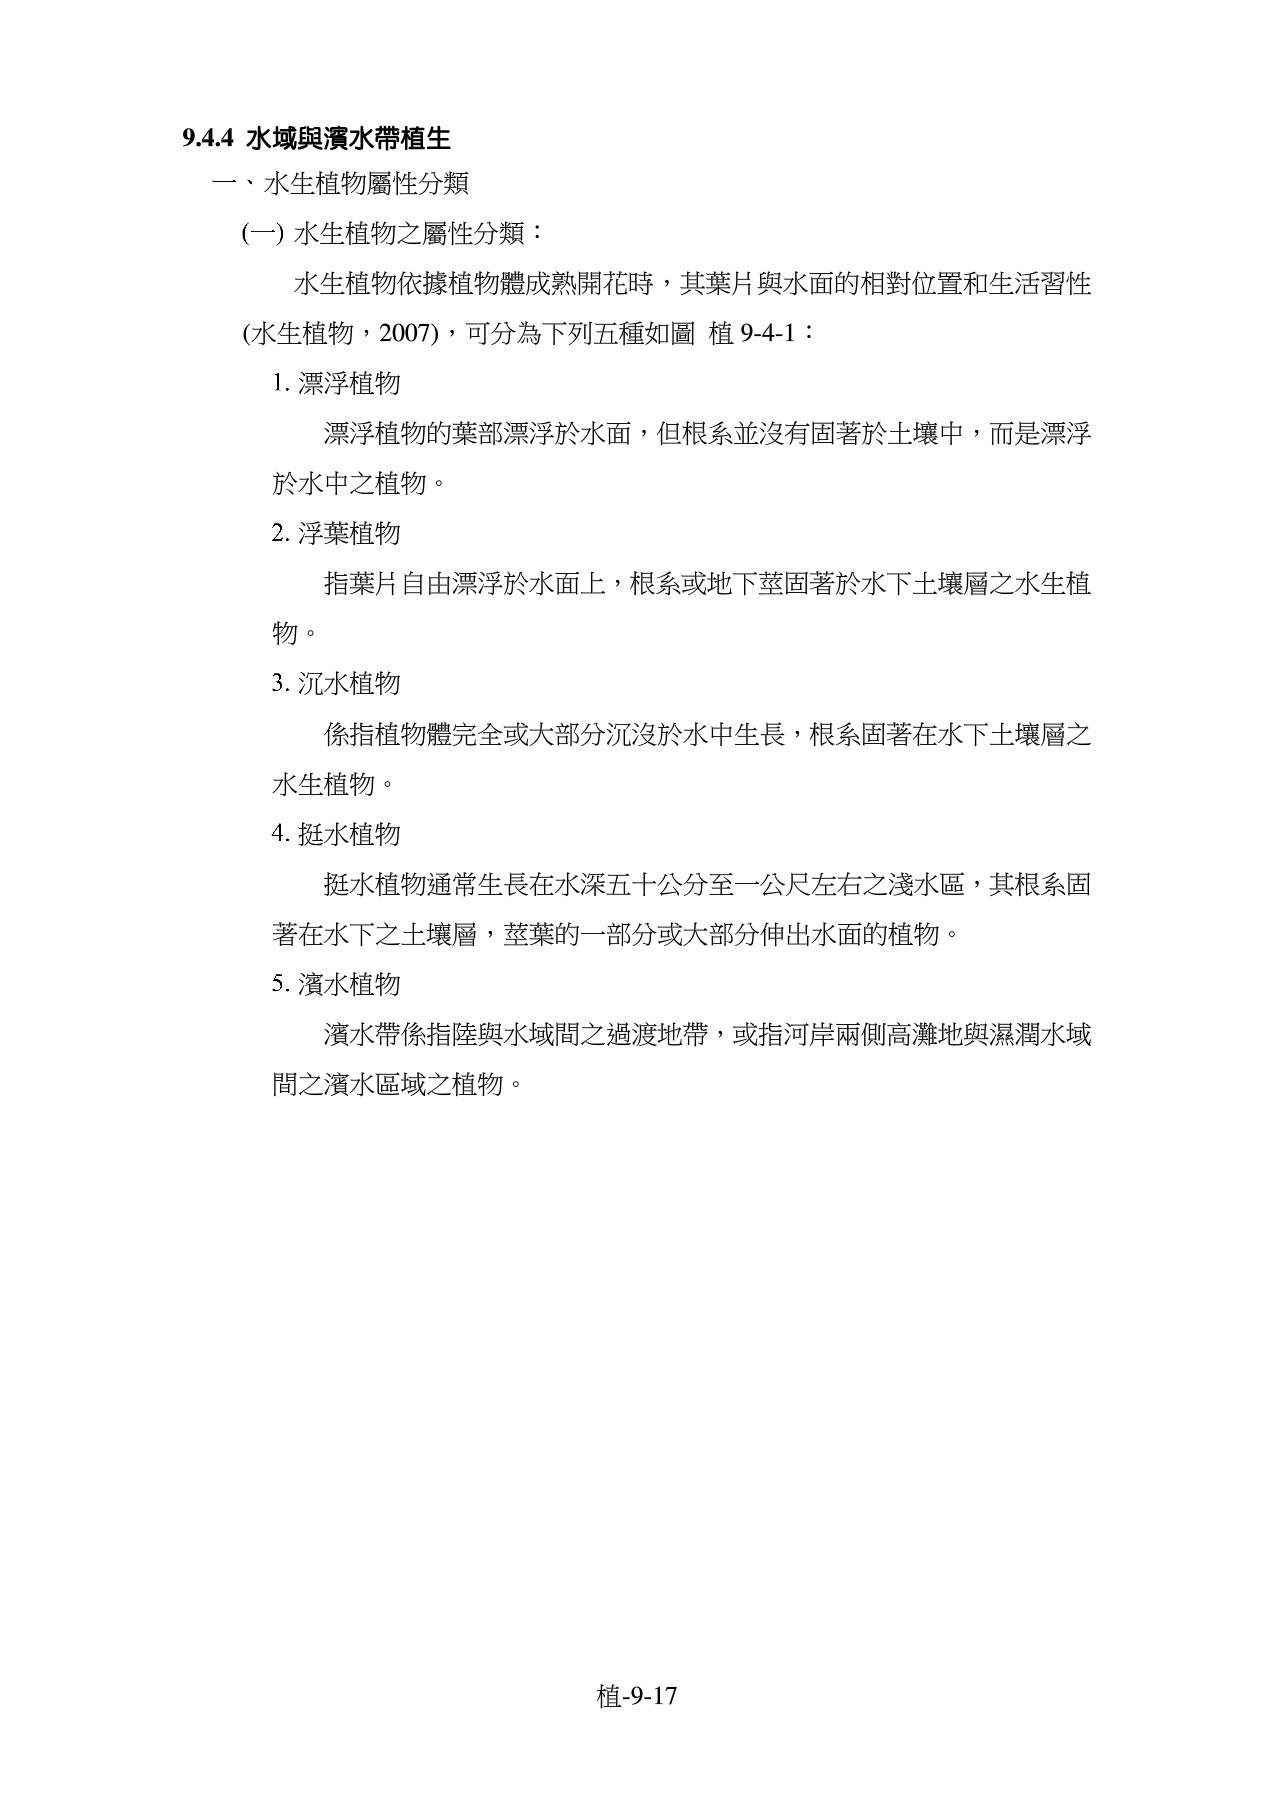 9.4.4 水域與濱水帶植生
一、水生植物屬性分類
(一) 水生植物之屬性分類：
水生植物依據植物體成熟開花時，其葉片與水面的相對位置和生活習性
(水生植物，2007)，可分為下列五種如圖 植 9-4-1：
1. 漂浮植物
漂浮植物的葉部漂浮於水面，但根系並沒有固著於土壤中，而是漂浮
於水中之植物。
2. 浮葉植物
指葉片自由漂浮於水面上，根系或地下莖固著於水下土壤層之水生植
物。
3. 沉水植物
係指植物體完全或大部分沉沒於水中生長，根系固著在水下土壤層之
水生植物。
4. 挺水植物
挺水植物通常生長在水深五十公分至一公尺左右之淺水區，其根系固
著在水下之土壤層，莖葉的一部分或大部分伸出水面的植物。
5. 濱水植物
濱水帶係指陸與水域間之過渡地帶，或指河岸兩側高灘地與濕潤水域
間之濱水區域之植物。
植-9-17